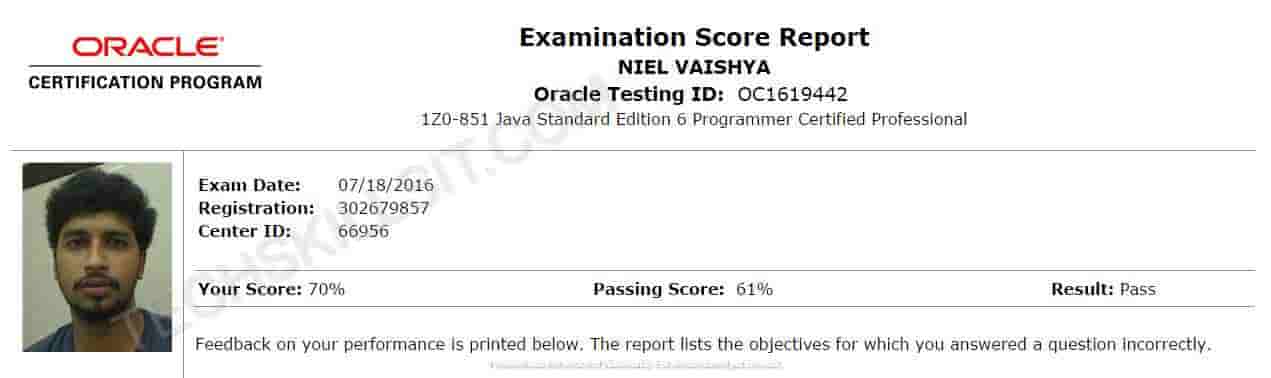 ORACLE
CERTIFICATION PROGRAM
Examination Score Report
NIEL VAISHYA
Oracle Testing ID: OC1619442
1Z0-851 Java Standard Edition 6 Programmer Certified Professional
Exam Date: 07/18/2016
Registration: 302679857
Center ID: 66956
Your Score: 70% Passing Score: 61% Result: Pass
Feedback on your performance is printed below. The report lists the objectives for which you answered a question incorrectly.